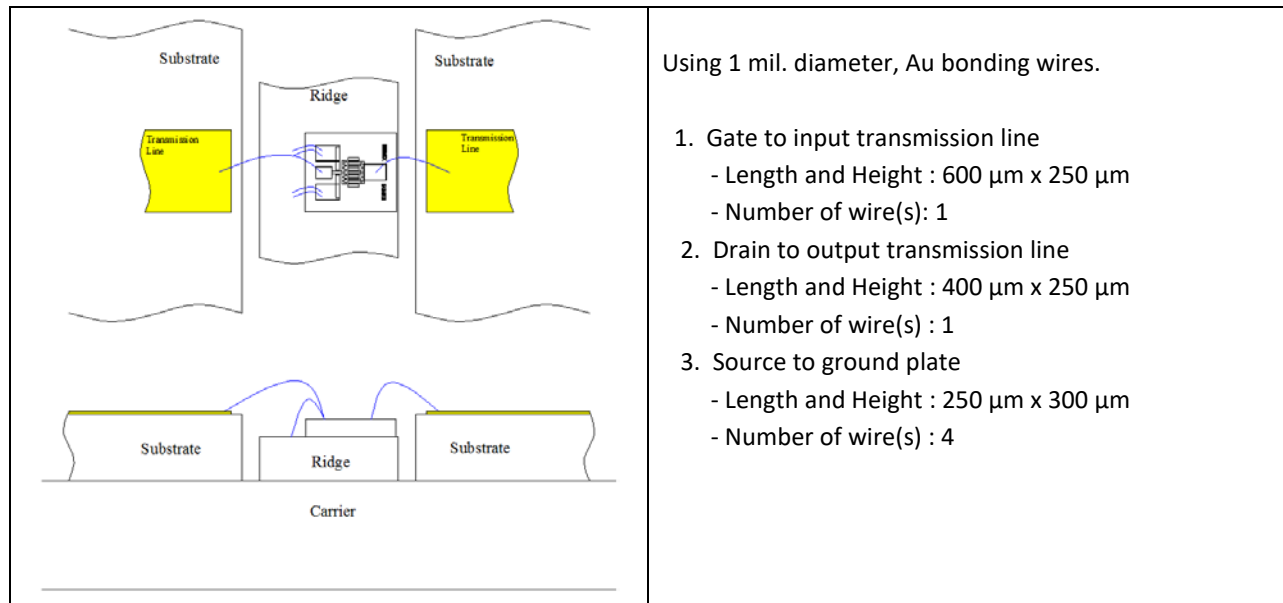 Substrate
Substrate
Ridge
Transmission
Line
Transmission
Line
Substrate
Ridge
Substrate
Carrier
Using 1 mil. diameter, Au bonding wires.
1. Gate to input transmission line
- Length and Height : 600 µm x 250 µm
- Number of wire(s): 1
2. Drain to output transmission line
- Length and Height : 400 µm x 250 µm
- Number of wire(s) : 1
3. Source to ground plate
- Length and Height : 250 µm x 300 µm
- Number of wire(s) : 4